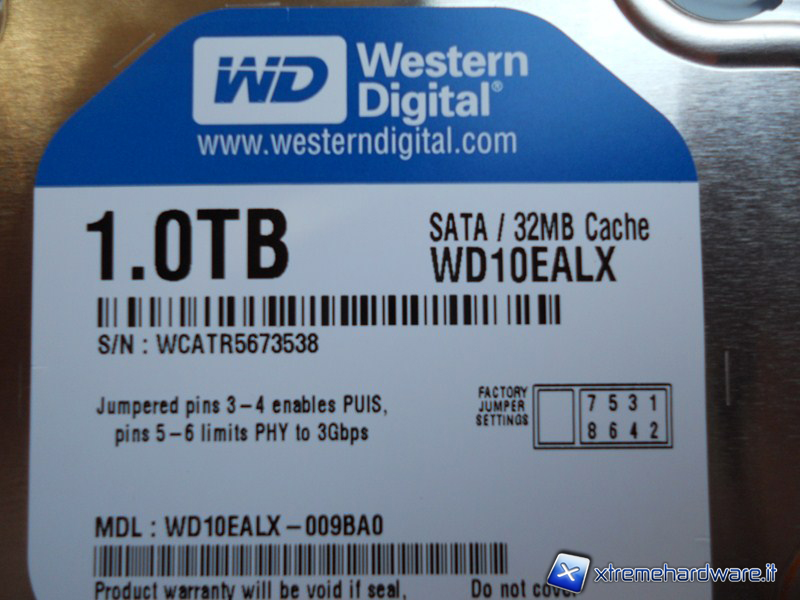 WD Western Digital®
www.westerndigital.com
1.0TB
SATA / 32MB Cache
WD10EALX
S/N : WCATR5673538
Jumpered pins 3-4 enables PUIS,
pins 5-6 limits PHY to 3Gbps
FACTORY
JUMPER
SETTINGS
7 5 3 1
8 6 4 2
MDL : WD10EALX-009BA0
Product warranty will be void if seal,
Do not cove
xtremehardware.it